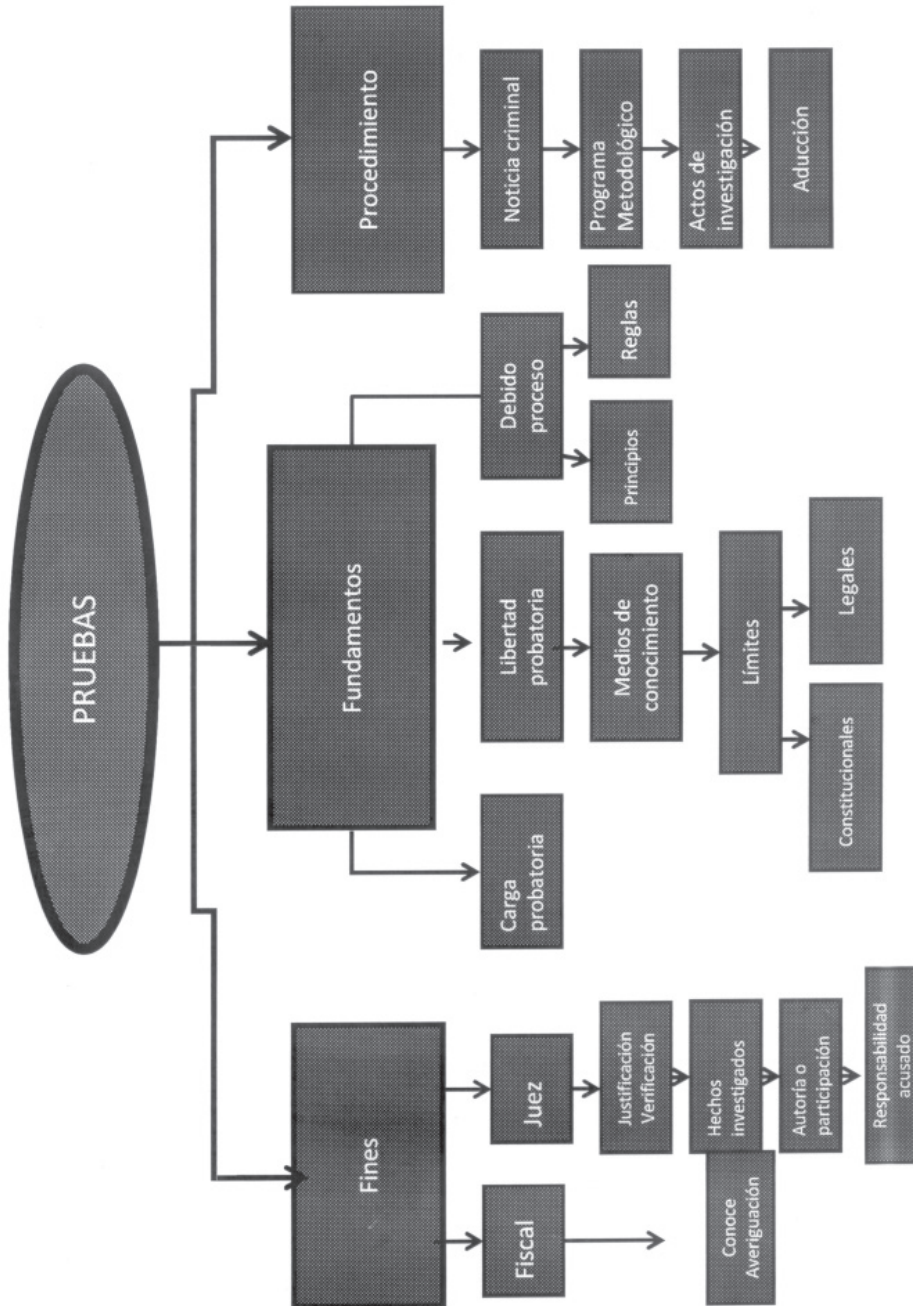 PRUEBAS
Fines
Fiscal
Conoce
Averiguación
Juez
Justificación
Verificación
Hechos
investigados
Autoría o
participación
Responsabilidad
acusado
Fundamentos
Carga
probatoria
Libertad
probatoria
Medios de
conocimiento
Límites
Constitucionales
Legales
Debido
proceso
Principios
Reglas
Procedimiento
Noticia criminal
Programa
Metodológico
Actos de
investigación
Aducción